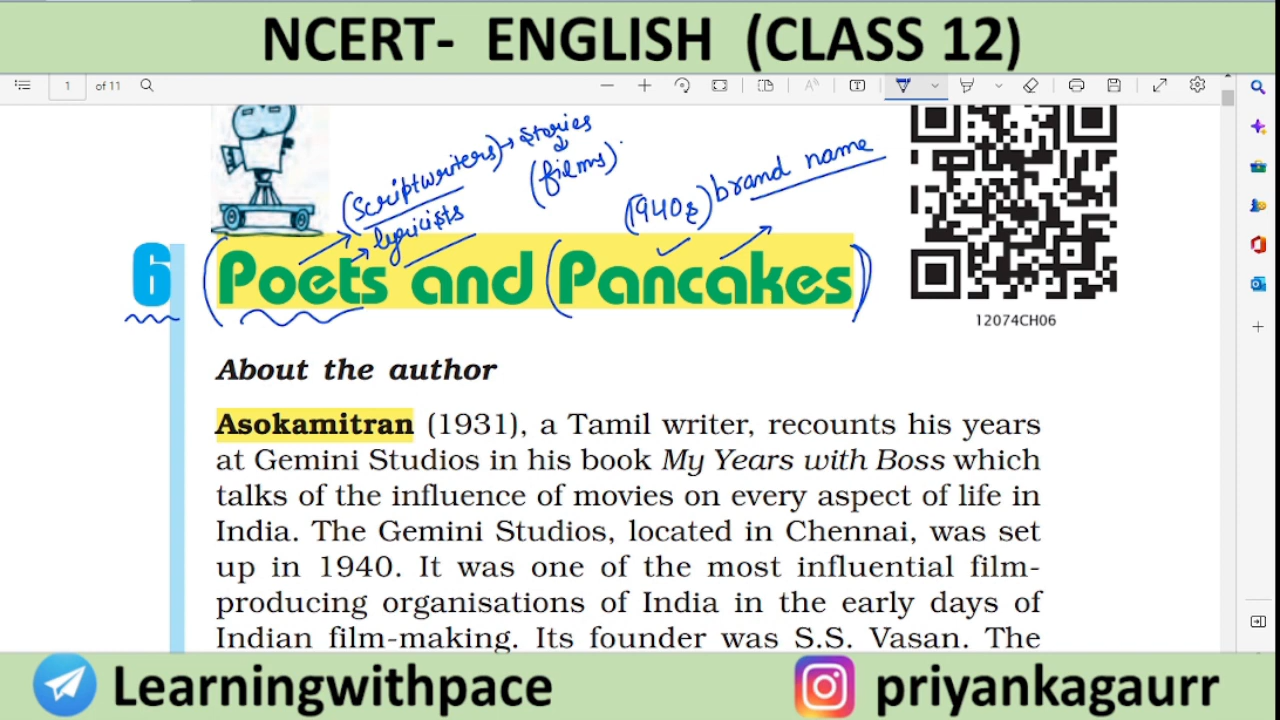 NCERT- ENGLISH (CLASS 12)
1 of 11
(Scriptwriters) → stories
(films)
lyricists
(1940s) brand name
6
(Poets and (Pancakes)
12074CH06
About the author
Asokamitran (1931), a Tamil writer, recounts his years
at Gemini Studios in his book My Years with Boss which
talks of the influence of movies on every aspect of life in
India. The Gemini Studios, located in Chennai, was set
up in 1940. It was one of the most influential film-
producing organisations of India in the early days of
Indian film-making. Its founder was S.S. Vasan. The
Learningwithpace
priyankagaurr